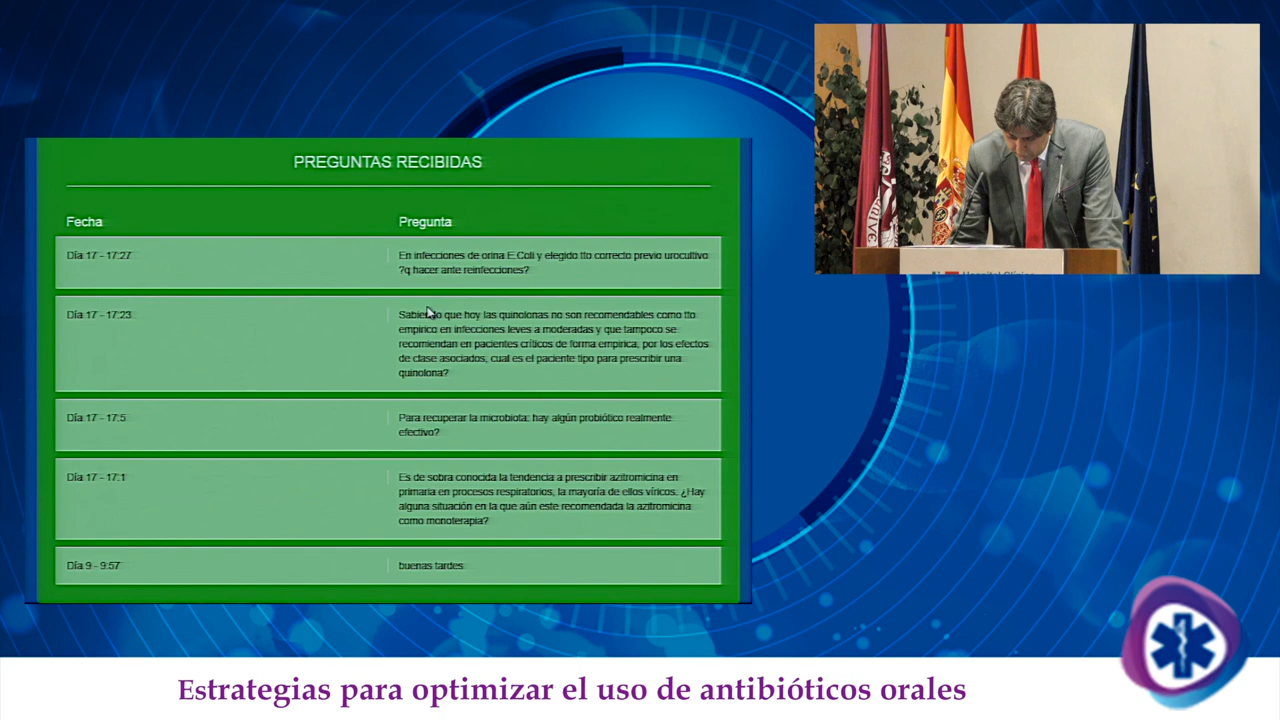 PREGUNTAS RECIBIDAS
Fecha
Pregunta
Día 17 - 17:27
En infecciones de orina E.Coli y elegido tto correcto previo urocultivo
?q hacer ante reinfecciones?
Día 17 - 17:23
que hoy las quinolonas no son recomendables como tto
empirico en infecciones leves a moderadas y que tampoco se
recomiendan en pacientes críticos de forma empírica, por los efectos
de clase asociados, cual es el paciente tipo para prescribir una
quinolona?
Día 17 - 17:5
Para recuperar la microbiota: hay algún probiótico realmente
efectivo?
Día 17 - 17:1
Es de sobra conocida la tendencia a prescribir azitromicina en
primaria en procesos respiratorios, la mayoría de ellos víricos. ¿Hay
alguna situación en la que aún este recomendada la azitromicina
como monoterapia?
Día 9 - 9:57
buenas tardes
Hospital Clínico
Estrategias para optimizar el uso de antibióticos orales